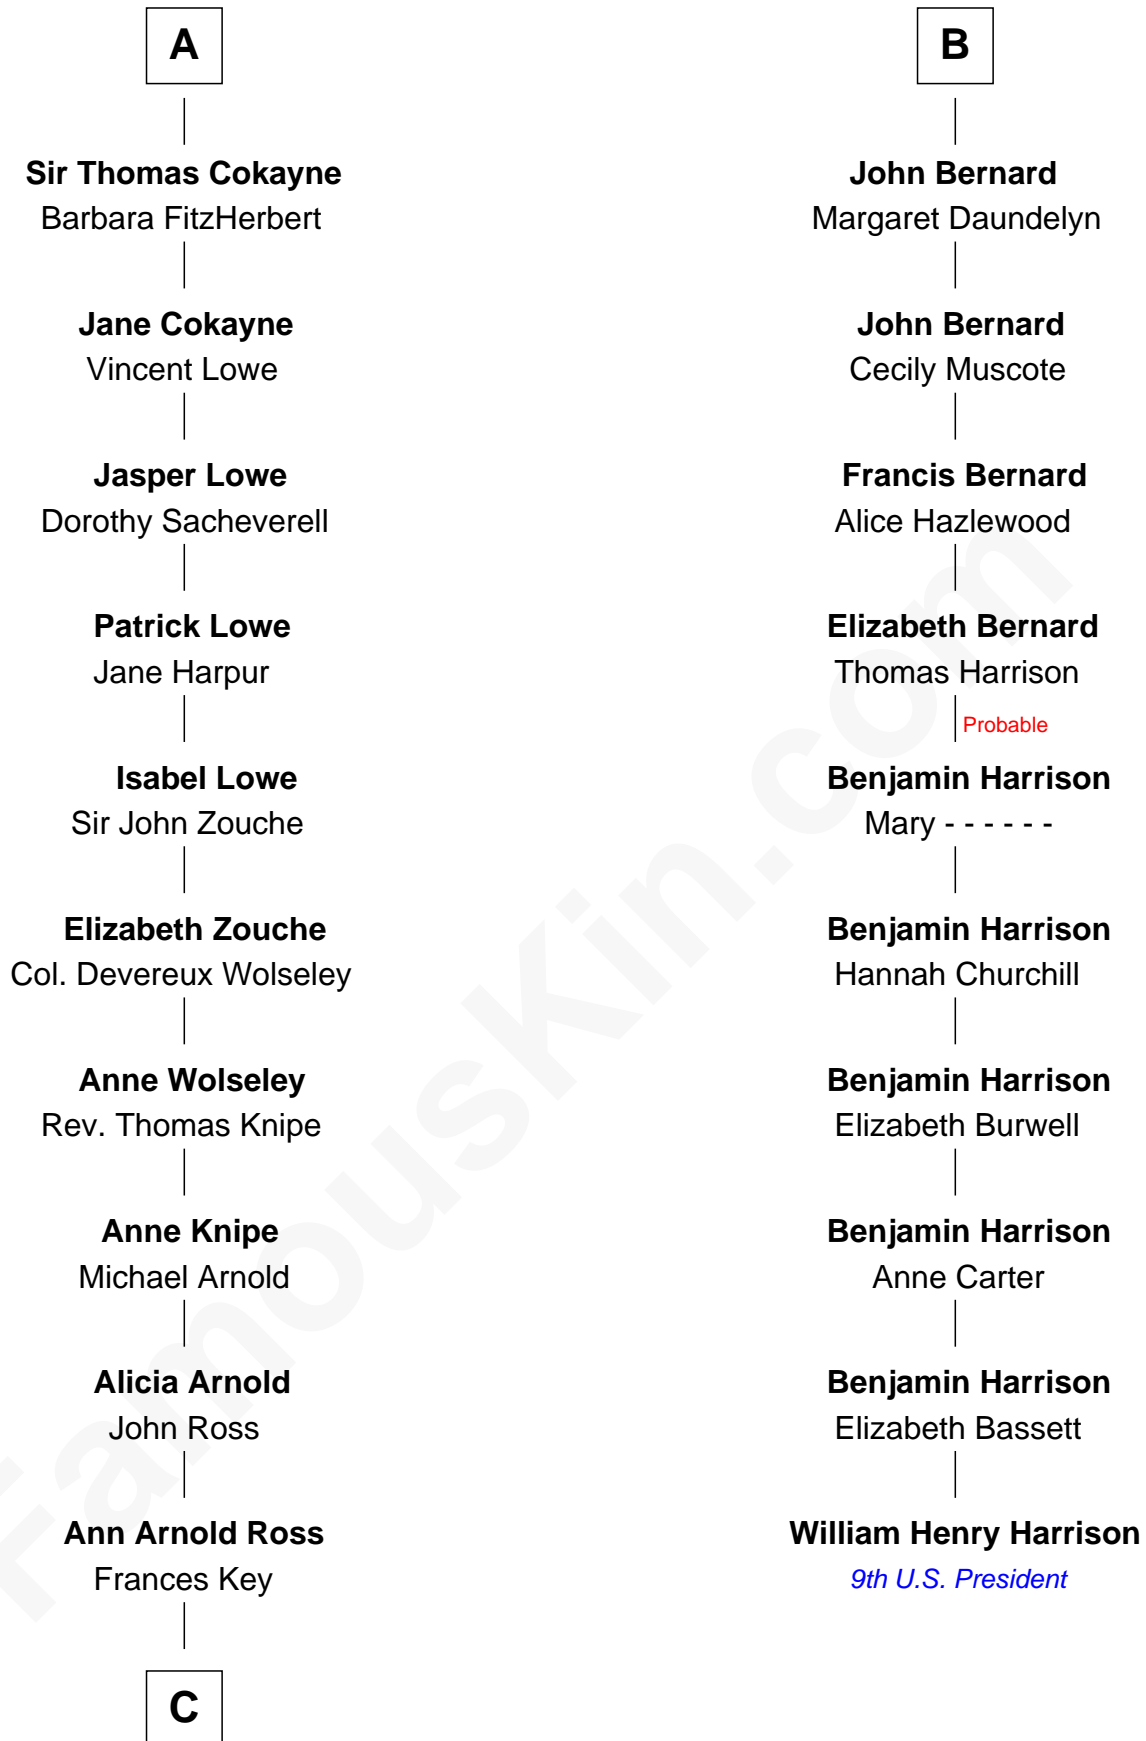 A
Sir Thomas Cokayne
Barbara FitzHerbert
Jane Cokayne
Vincent Lowe
Jasper Lowe
Dorothy Sacheverell
Patrick Lowe
Jane Harpur
Isabel Lowe
Sir John Zouche
Elizabeth Zouche
Col. Devereux Wolseley
Anne Wolseley
Rev. Thomas Knipe
Anne Knipe
Michael Arnold
Alicia Arnold
John Ross
Ann Arnold Ross
Frances Key
C
B
John Bernard
Margaret Daundelyn
John Bernard
Cecily Muscote
Francis Bernard
Alice Hazlewood
Elizabeth Bernard
Thomas Harrison
Probable
Benjamin Harrison
Mary - - - - - -
Benjamin Harrison
Hannah Churchill
Benjamin Harrison
Elizabeth Burwell
Benjamin Harrison
Anne Carter
Benjamin Harrison
Elizabeth Bassett
William Henry Harrison
9th U.S. President
FamousKin.com